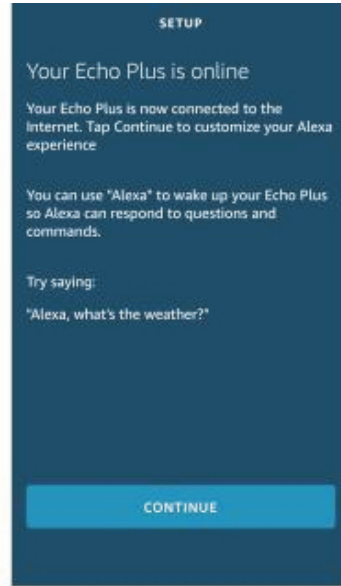 SETUP
Your Echo Plus is online
Your Echo Plus is now connected to the
Internet. Tap Continue to customize your Alexa
experience
You can use "Alexa" to wake up your Echo Plus
so Alexa can respond to questions and
commands.
Try saying:
"Alexa, what's the weather?"
CONTINUE